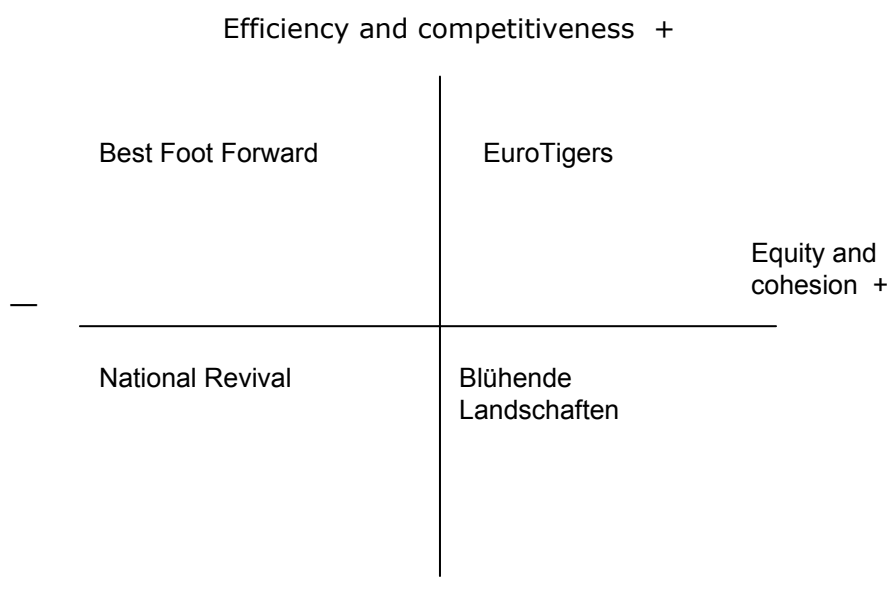 Efficiency and competitiveness +
Best Foot Forward
EuroTigers
Equity and
cohesion +
—
National Revival
Blühende
Landschaften